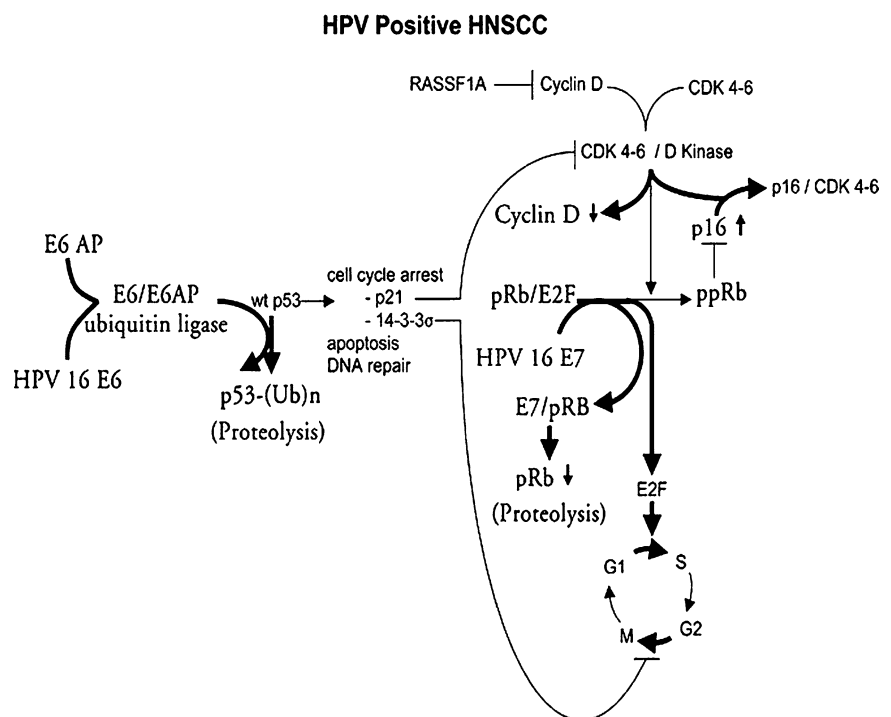 HPV Positive HNSCC
RASSF1A
Cyclin D
CDK 4-6
CDK 4-6 / D Kinase
p16 / CDK 4-6
Cyclin D ↓
p16 ↑
E6 AP
E6/E6AP
ubiquitin ligase
HPV 16 E6
wt p53
p53-(Ub)n
(Proteolysis)
cell cycle arrest
- p21
- 14-3-3σ
apoptosis
DNA repair
pRb/E2F
ppRb
HPV 16 E7
E7/pRB
pRb ↓
(Proteolysis)
E2F
G1
S
M
G2